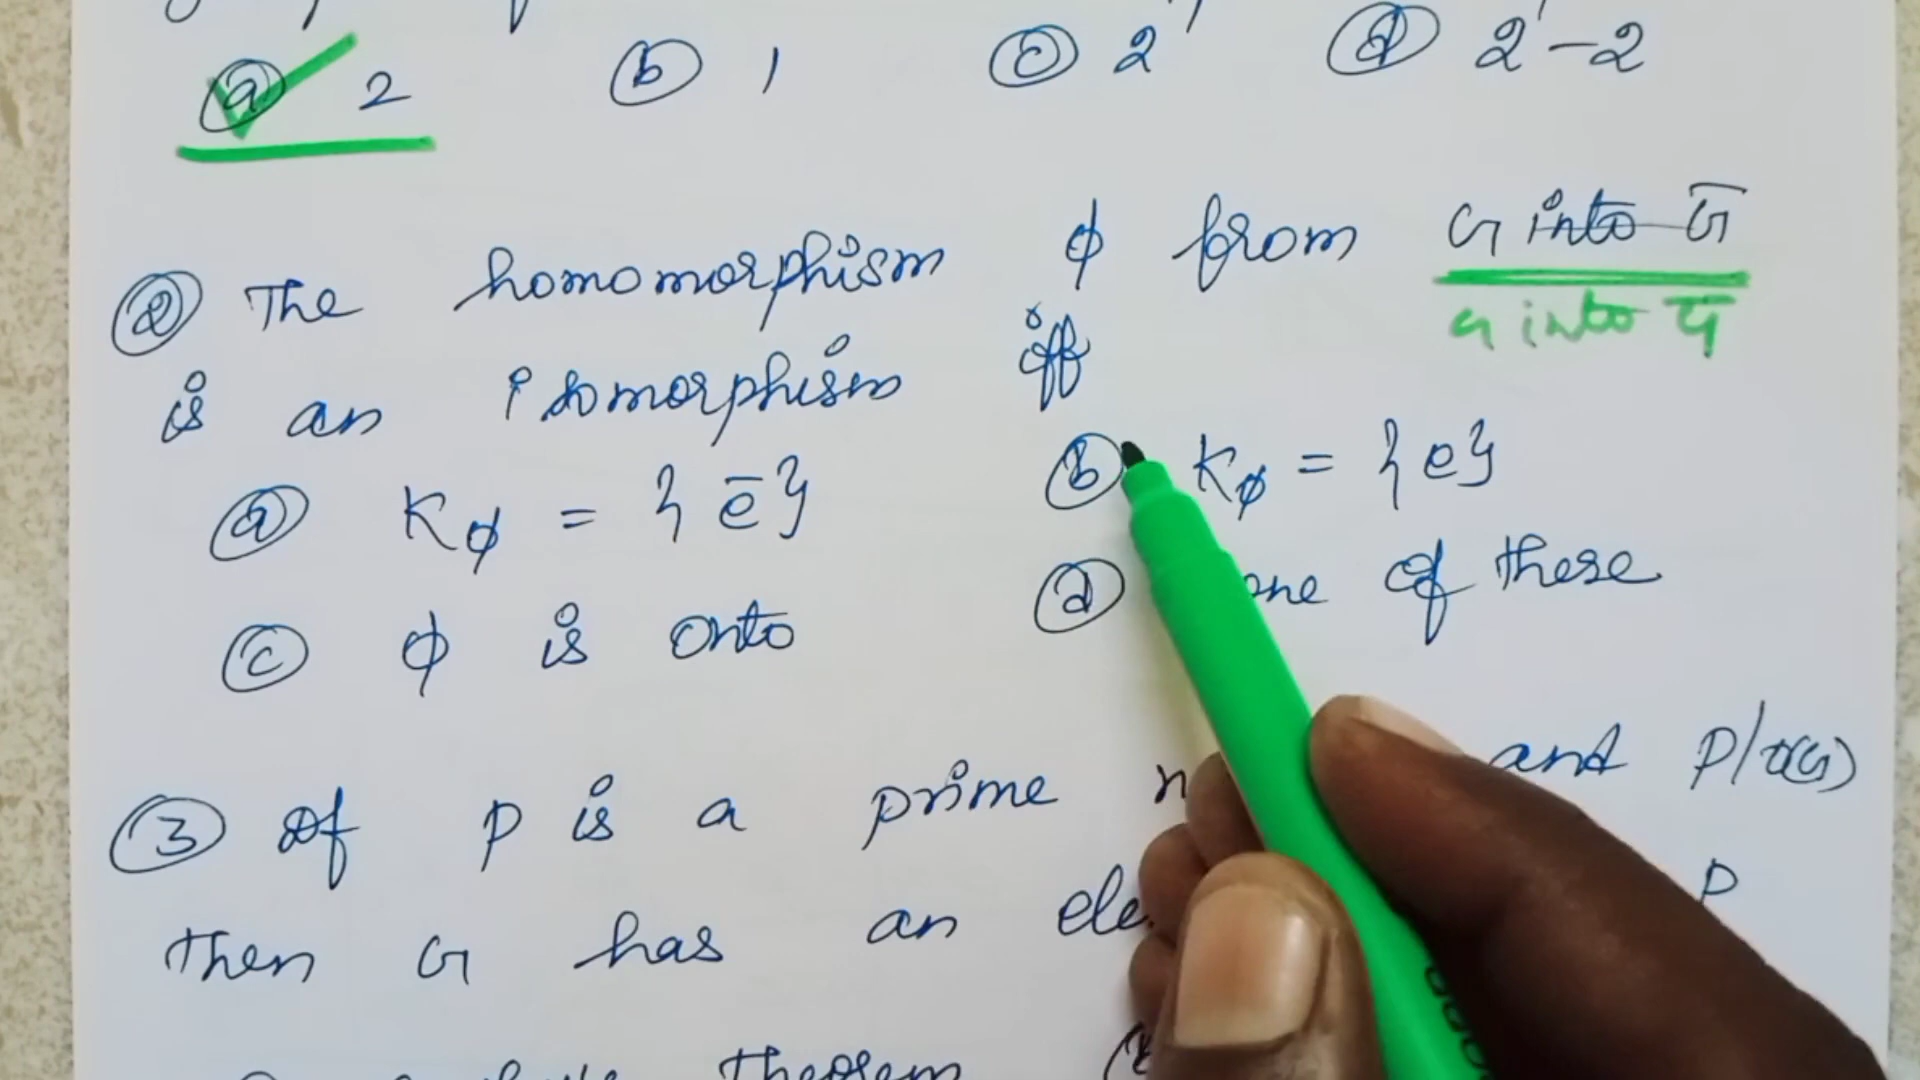 ⓐ 2 ⓑ 1 ⓒ 2 ⓓ 2 - 2
② The homomorphism ϕ from G into G̅
G into G̅
is an isomorphism iff
ⓐ Kϕ = {e̅} ⓑ Kϕ = {e}
ⓒ ϕ is onto ⓓ of these
③ If p is a prime and P/o(G)
Then G has an P
theorem